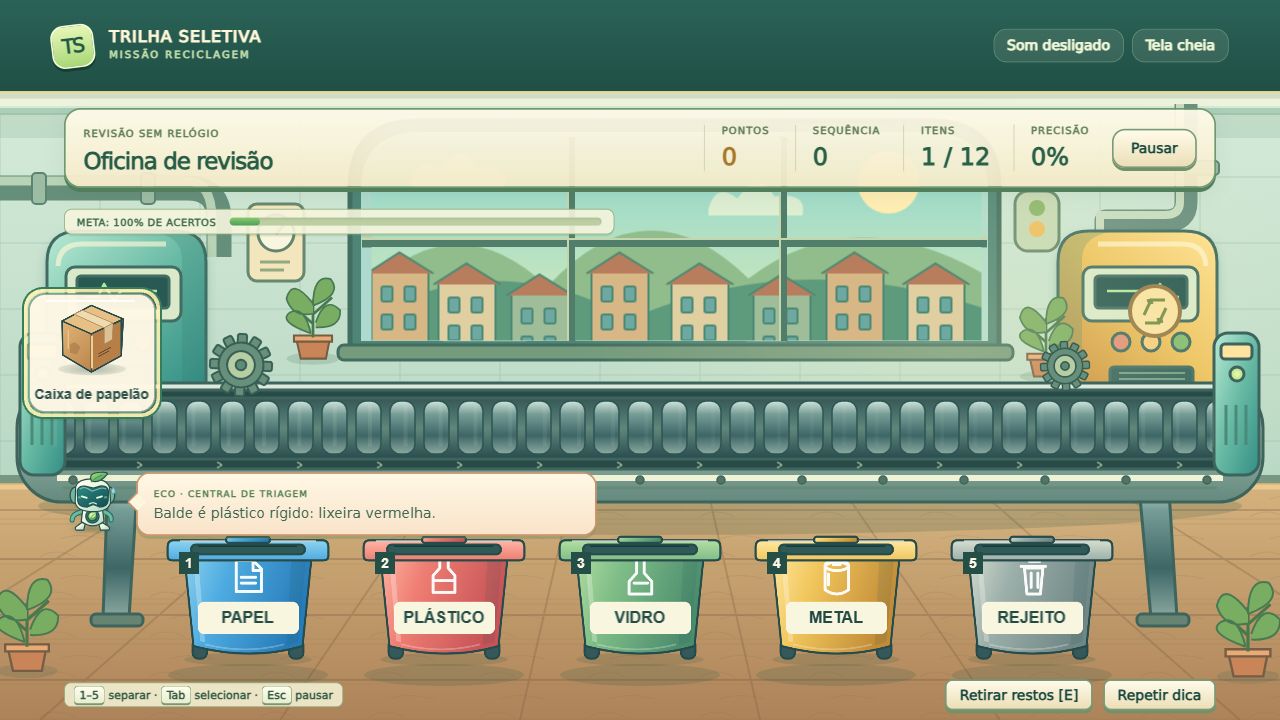 TS
TRILHA SELETIVA
MISSÃO RECICLAGEM
Som desligado
Tela cheia
REVISÃO SEM RELÓGIO
Oficina de revisão
PONTOS
0
SEQUÊNCIA
0
ITENS
1 / 12
PRECISÃO
0%
Pausar
META: 100% DE ACERTOS
Caixa de papelão
ECO · CENTRAL DE TRIAGEM
Balde é plástico rígido: lixeira vermelha.
1
PAPEL
2
PLÁSTICO
3
VIDRO
4
METAL
5
REJEITO
1–5 separar · Tab selecionar · Esc pausar
Retirar restos [E]
Repetir dica